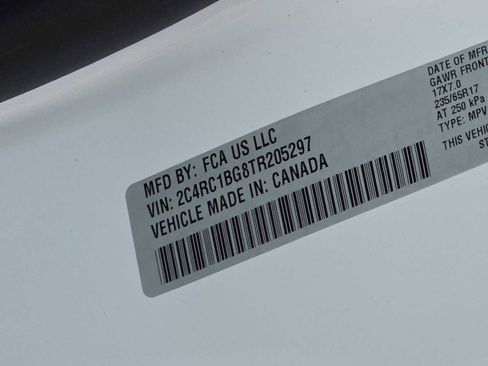 MFD BY: FCA US LLC
VIN: 2C4RC1BG8TR205297
VEHICLE MADE IN: CANADA
DATE OF MFR
GAWR FRONT
17X7.0
235/65R17
AT 250 kPa
TYPE: MPV
THIS VEHIC